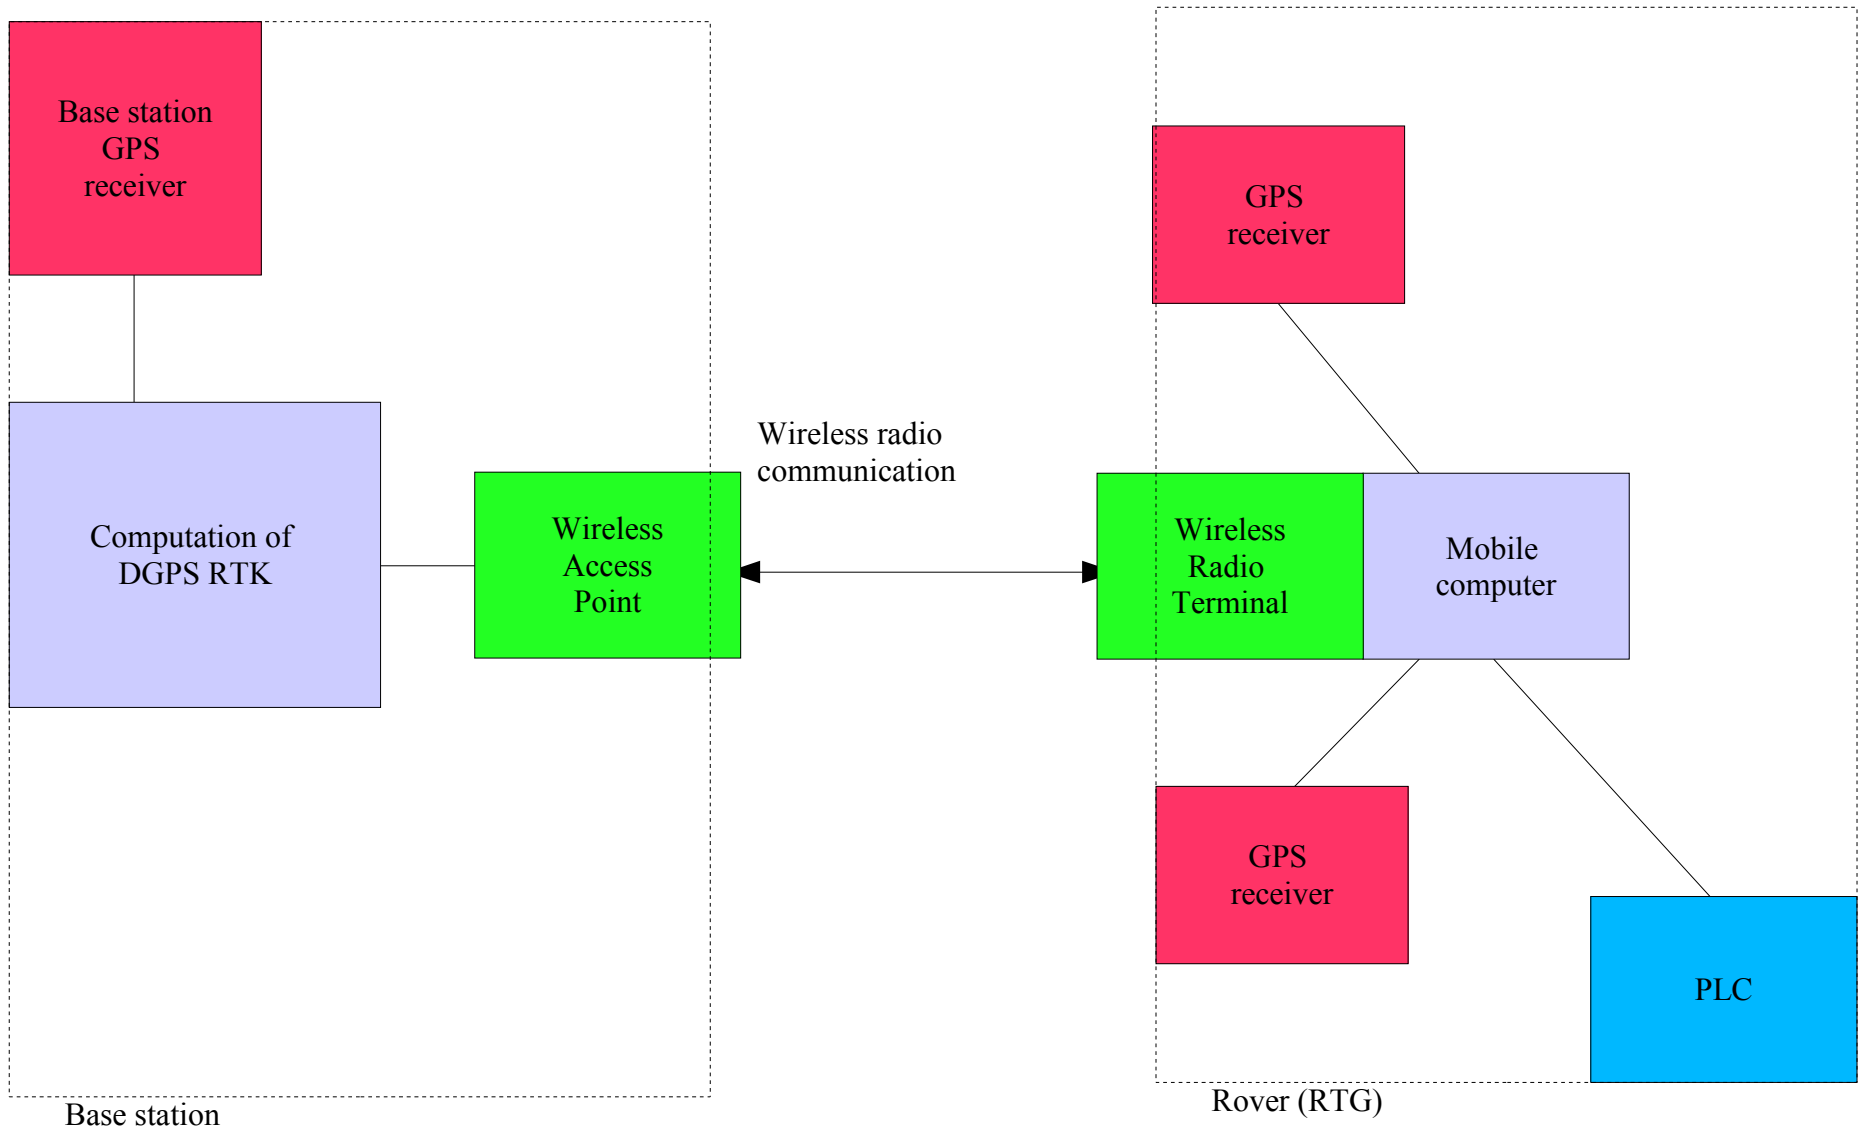 Base station
GPS
receiver
Computation of
DGPS RTK
Wireless
Access
Point
Base station
Wireless radio
communication
GPS
receiver
Wireless
Radio
Terminal
Mobile
computer
GPS
receiver
PLC
Rover (RTG)